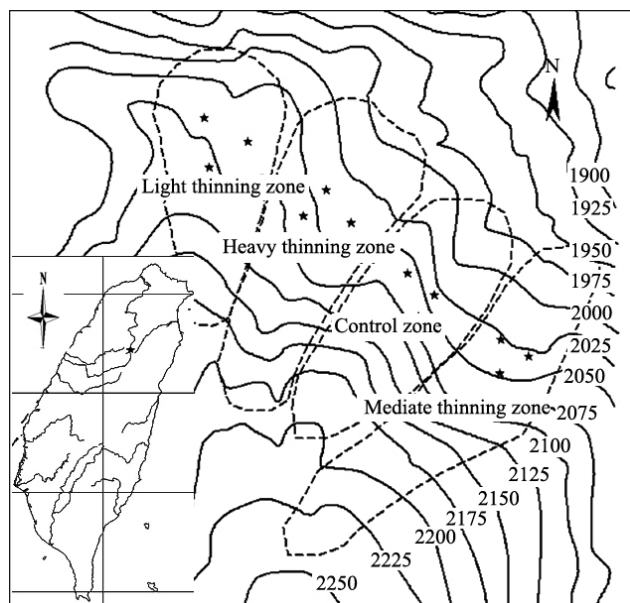 N
1900
Light thinning zone
1925
1950
Heavy thinning zone
1975
N
2000
Control zone
2025
2050
Mediate thinning zone
2075
2100
2125
2150
2175
2200
2225
2250